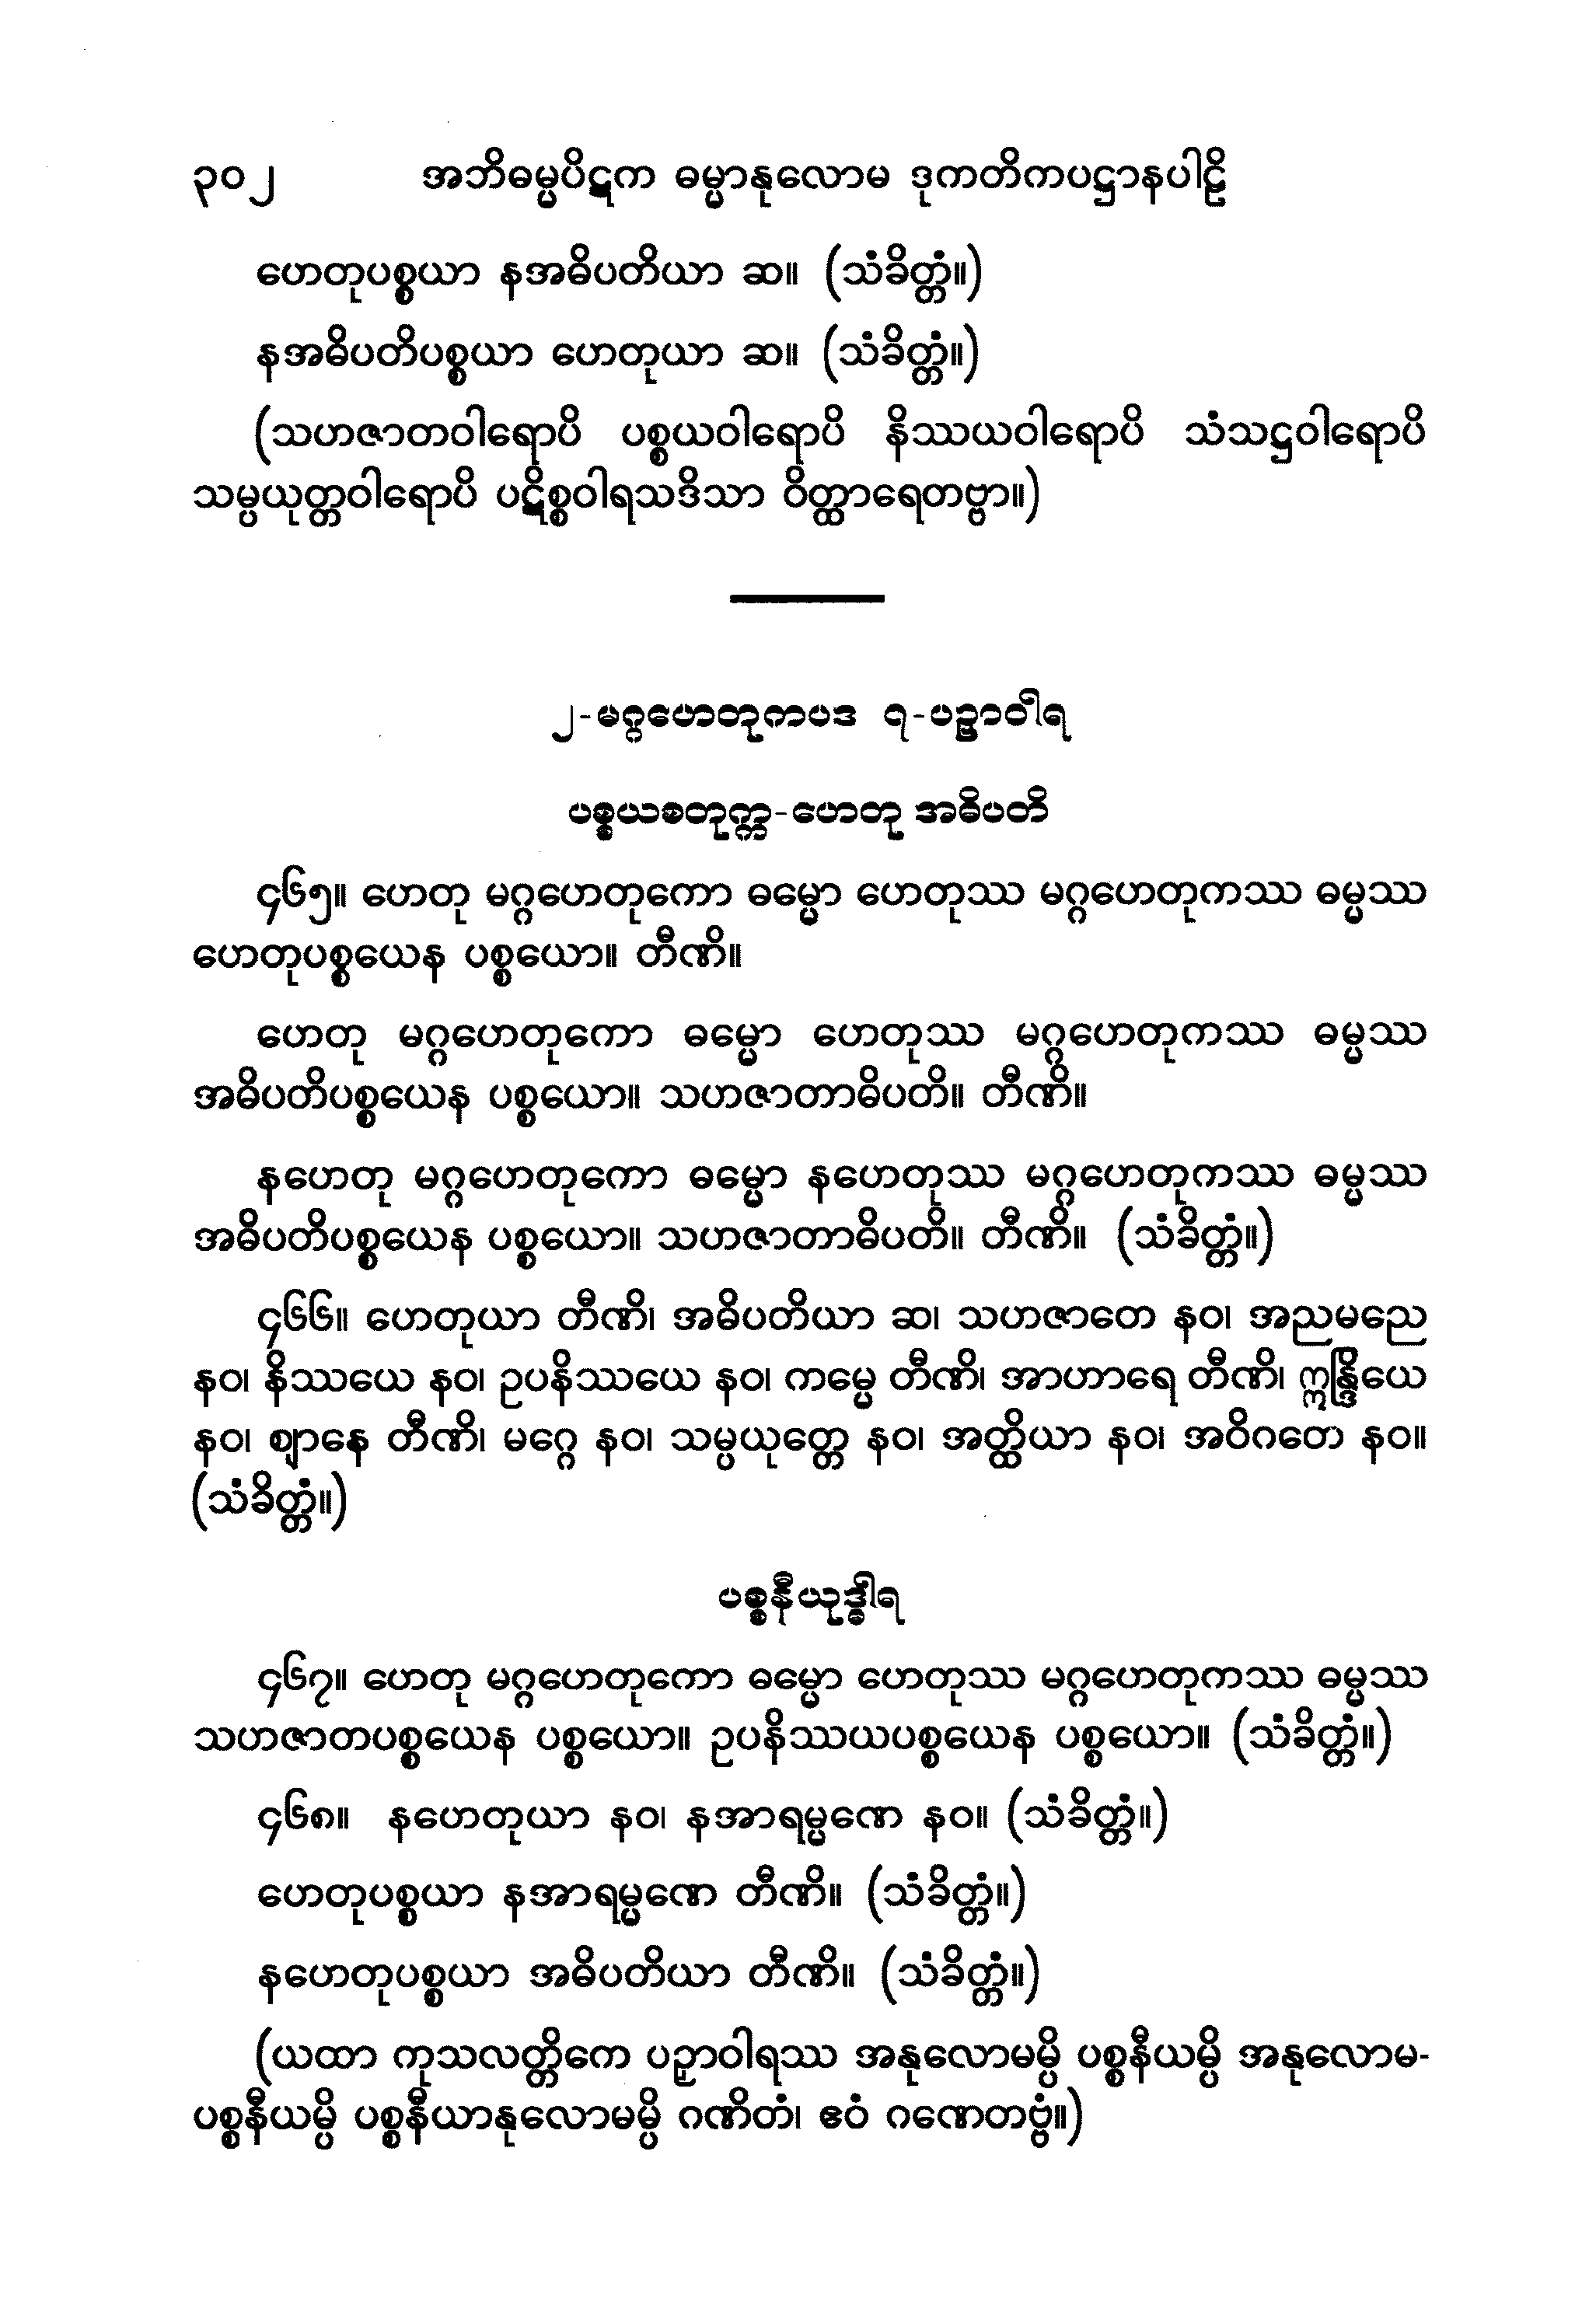 ၃၀၂ အဘိဓမ္မပိဋက ဓမ္မာနုလောမ ဒုကတိကပဋ္ဌာနပါဠိ
ဟေတုပစ္စယာ နအဓိပတိယာ ဆ။ (သံခိတ္တံ။)
နအဓိပတိပစ္စယာ ဟေတုယာ ဆ။ (သံခိတ္တံ။)
(သဟဇာတဝါရောပိ ပစ္စယဝါရောပိ နိဿယဝါရောပိ သံသဋ္ဌဝါရောပိ
သမ္ပယုတ္တဝါရောပိ ပဋိစ္စဝါရသဒိသာ ဝိတ္ထာရေတဗ္ဗာ။)
၂-မဂ္ဂဟေတုကပဒ ၇-ပဉှာဝါရ
ပစ္စယစတုက္က-ဟေတု အဓိပတိ
၄၆၅။ ဟေတု မဂ္ဂဟေတုကော ဓမ္မော ဟေတုဿ မဂ္ဂဟေတုကဿ ဓမ္မဿ
ဟေတုပစ္စယေန ပစ္စယော။ တီဏိ။
ဟေတု မဂ္ဂဟေတုကော ဓမ္မော ဟေတုဿ မဂ္ဂဟေတုကဿ ဓမ္မဿ
အဓိပတိပစ္စယေန ပစ္စယော။ သဟဇာတာဓိပတိ။ တီဏိ။
နဟေတု မဂ္ဂဟေတုကော ဓမ္မော နဟေတုဿ မဂ္ဂဟေတုကဿ ဓမ္မဿ
အဓိပတိပစ္စယေန ပစ္စယော။ သဟဇာတာဓိပတိ။ တီဏိ။ (သံခိတ္တံ။)
၄၆၆။ ဟေတုယာ တီဏိ၊ အဓိပတိယာ ဆ၊ သဟဇာတေ နဝ၊ အညမညေ
နဝ၊ နိဿယေ နဝ၊ ဥပနိဿယေ နဝ၊ ကမ္မေ တီဏိ၊ အာဟာရေ တီဏိ၊ ဣန္ဒြိယေ
နဝ၊ ဈာနေ တီဏိ၊ မဂ္ဂေ နဝ၊ သမ္ပယုတ္တေ နဝ၊ အတ္ထိယာ နဝ၊ အဝိဂတေ နဝ။
(သံခိတ္တံ။)
ပစ္စနီယုဒ္ဓါရ
၄၆၇။ ဟေတု မဂ္ဂဟေတုကော ဓမ္မော ဟေတုဿ မဂ္ဂဟေတုကဿ ဓမ္မဿ
သဟဇာတပစ္စယေန ပစ္စယော။ ဥပနိဿယပစ္စယေန ပစ္စယော။ (သံခိတ္တံ။)
၄၆၈။ နဟေတုယာ နဝ၊ နအာရမ္မဏေ နဝ။ (သံခိတ္တံ။)
ဟေတုပစ္စယာ နအာရမ္မဏေ တီဏိ။ (သံခိတ္တံ။)
နဟေတုပစ္စယာ အဓိပတိယာ တီဏိ။ (သံခိတ္တံ။)
(ယထာ ကုသလတ္တိကေ ပဉှာဝါရဿ အနုလောမမ္ပိ ပစ္စနီယမ္ပိ အနုလောမ-
ပစ္စနီယမ္ပိ ပစ္စနီယာနုလောမမ္ပိ ဂဏိတံ၊ ဧဝံ ဂဏေတဗ္ဗံ။)